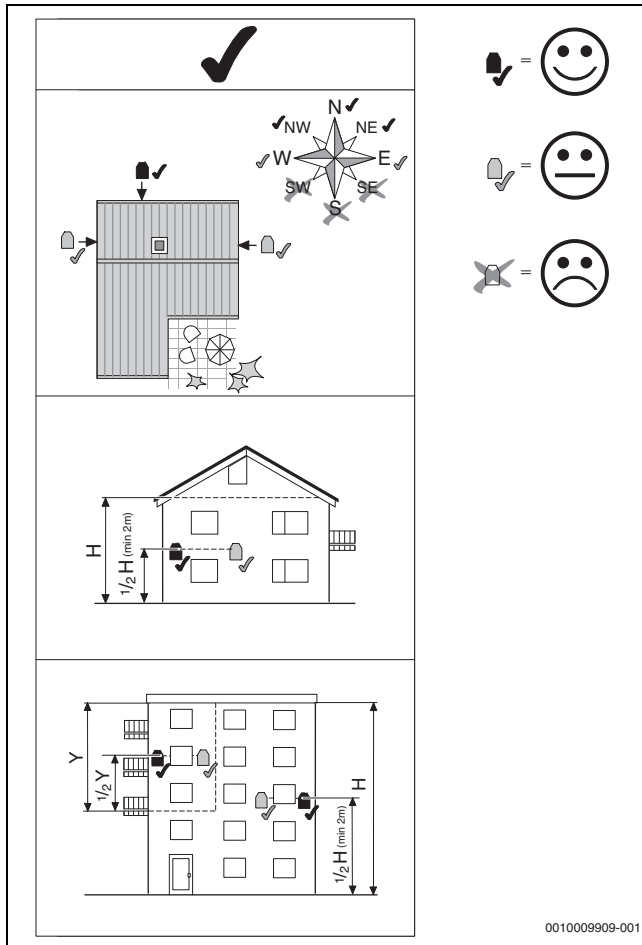 =
=
=
N
NW NE
W E
SW SE
S
H
1/2 H (min 2m)
Y
1/2 Y
H
1/2 H (min 2m)
0010009909-001